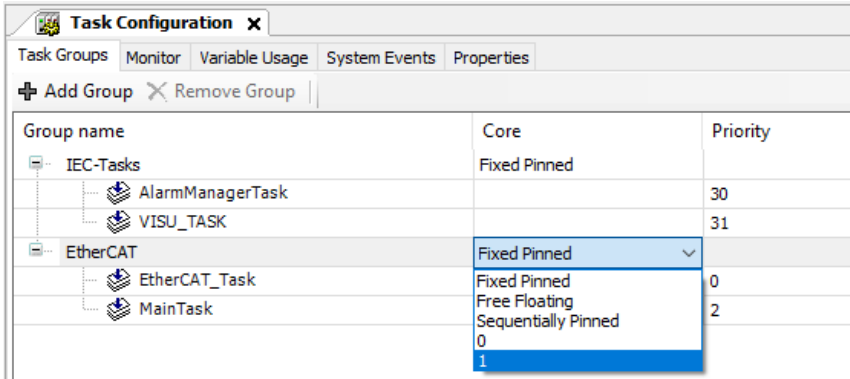 Task Configuration
Task Groups Monitor Variable Usage System Events Properties
Add Group Remove Group
Group name Core Priority
IEC-Tasks Fixed Pinned
AlarmManagerTask 30
VISU_TASK 31
EtherCAT Fixed Pinned
EtherCAT_Task Fixed Pinned 0
Free Floating
MainTask Sequentially Pinned 2
0
1